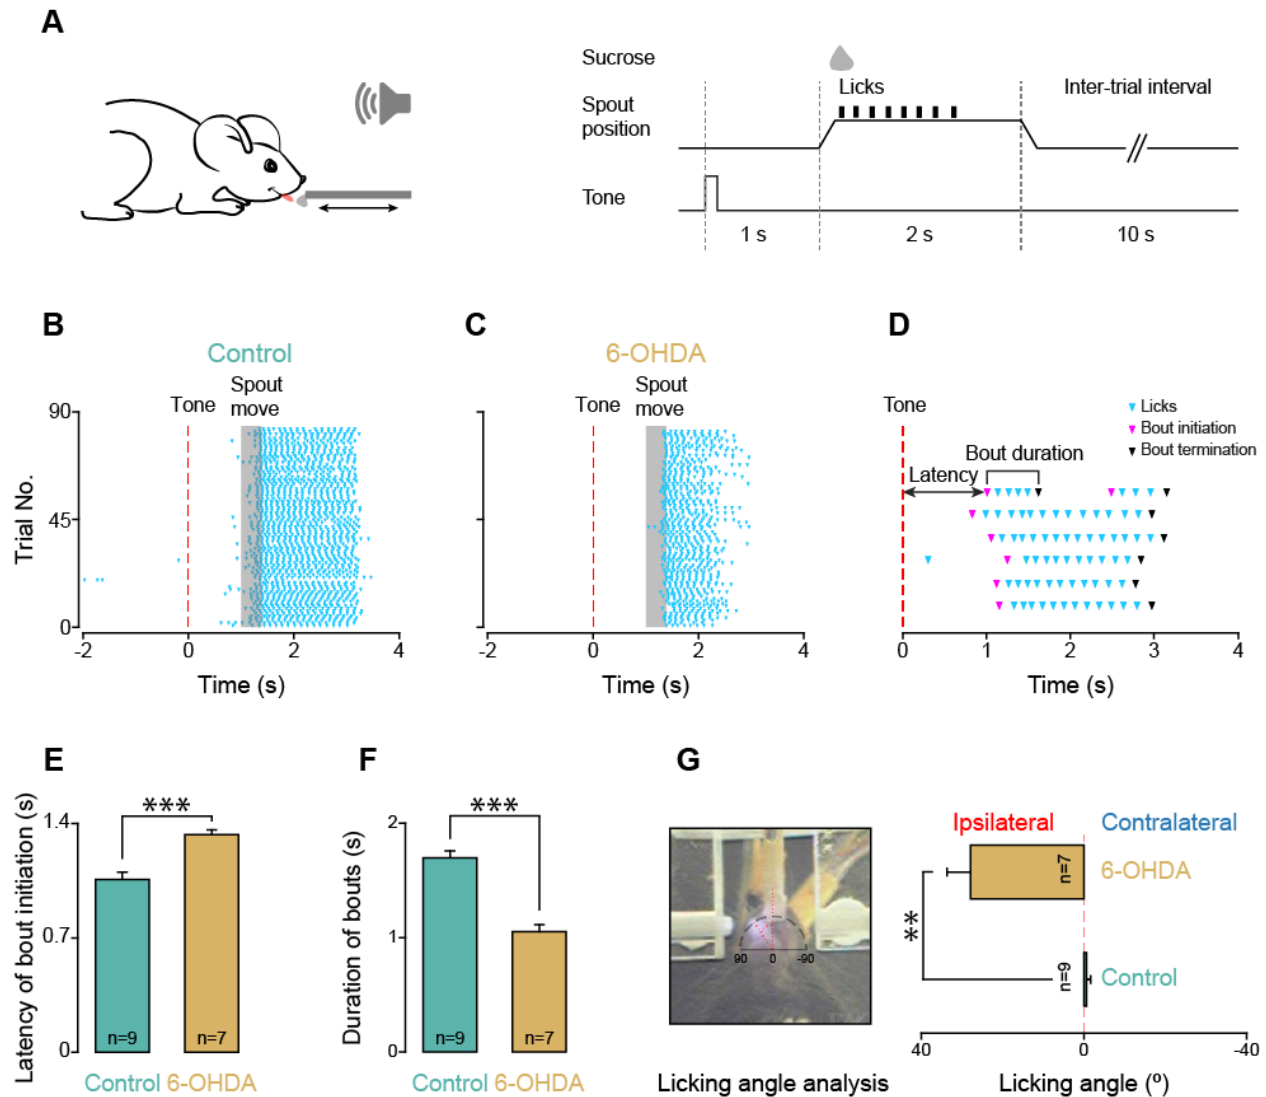 A
Sucrose
Licks
Spout
position
Inter-trial interval
Tone
1 s
2 s
10 s
B
Control
Tone
Spout
move
90
45
0
Trial No.
-2
0
2
4
Time (s)
C
6-OHDA
Tone
Spout
move
-2
0
2
4
Time (s)
D
Tone
Licks
Bout initiation
Bout termination
Bout duration
Latency
0
1
2
3
4
Time (s)
E
Latency of bout initiation (s)
1.4
0.7
0
***
n=9
n=7
Control
6-OHDA
F
Duration of bouts (s)
2
1
0
***
n=9
n=7
Control
6-OHDA
G
90
0
-90
Licking angle analysis
Ipsilateral
Contralateral
n=7
6-OHDA
**
n=9
Control
40
0
-40
Licking angle (º)